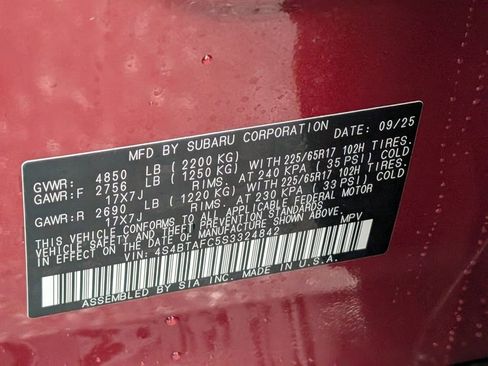 MFD BY SUBARU CORPORATION DATE: 09/25
GVWR: 4850 LB ( 2200 KG)
GAWR:F 2756 LB ( 1250 KG) WITH 225/65R17 102H TIRES.
17X7J RIMS. AT 240 KPA ( 35 PSI) COLD
GAWR:R 2690 LB ( 1220 KG) WITH 225/65R17 102H TIRES.
17X7J RIMS. AT 230 KPA ( 33 PSI) COLD
THIS VEHICLE CONFORMS TO ALL APPLICABLE FEDERAL MOTOR
VEHICLE SAFETY AND THEFT PREVENTION STANDARDS
IN EFFECT ON THE DATE OF MANUFACTURE SHOWN ABOVE.
VIN: 4S4BTAFC5S3324842 MPV
ASSEMBLED BY SIA INC. MADE IN U.S.A.